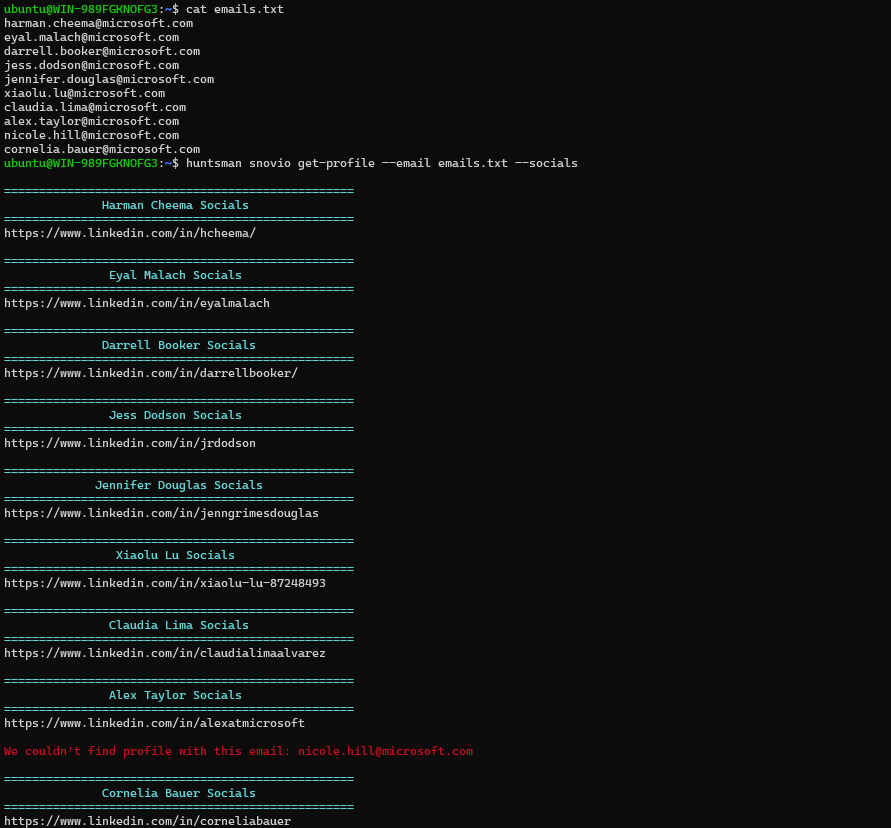 ubuntu@WIN-989FGKNOFG3:~$ cat emails.txt
harman.cheema@microsoft.com
eyal.malach@microsoft.com
darrell.booker@microsoft.com
jess.dodson@microsoft.com
jennifer.douglas@microsoft.com
xiaolu.lu@microsoft.com
claudia.lima@microsoft.com
alex.taylor@microsoft.com
nicole.hill@microsoft.com
cornelia.bauer@microsoft.com
ubuntu@WIN-989FGKNOFG3:~$ huntsman snovio get-profile --email emails.txt --socials
==================================================
Harman Cheema Socials
==================================================
https://www.linkedin.com/in/hcheema/
==================================================
Eyal Malach Socials
==================================================
https://www.linkedin.com/in/eyalmalach
==================================================
Darrell Booker Socials
==================================================
https://www.linkedin.com/in/darrellbooker/
==================================================
Jess Dodson Socials
==================================================
https://www.linkedin.com/in/jrdodson
==================================================
Jennifer Douglas Socials
==================================================
https://www.linkedin.com/in/jenngrimesdouglas
==================================================
Xiaolu Lu Socials
==================================================
https://www.linkedin.com/in/xiaolu-lu-87248493
==================================================
Claudia Lima Socials
==================================================
https://www.linkedin.com/in/claudialimaalvarez
==================================================
Alex Taylor Socials
==================================================
https://www.linkedin.com/in/alexatmicrosoft
We couldn't find profile with this email: nicole.hill@microsoft.com
==================================================
Cornelia Bauer Socials
==================================================
https://www.linkedin.com/in/corneliabauer